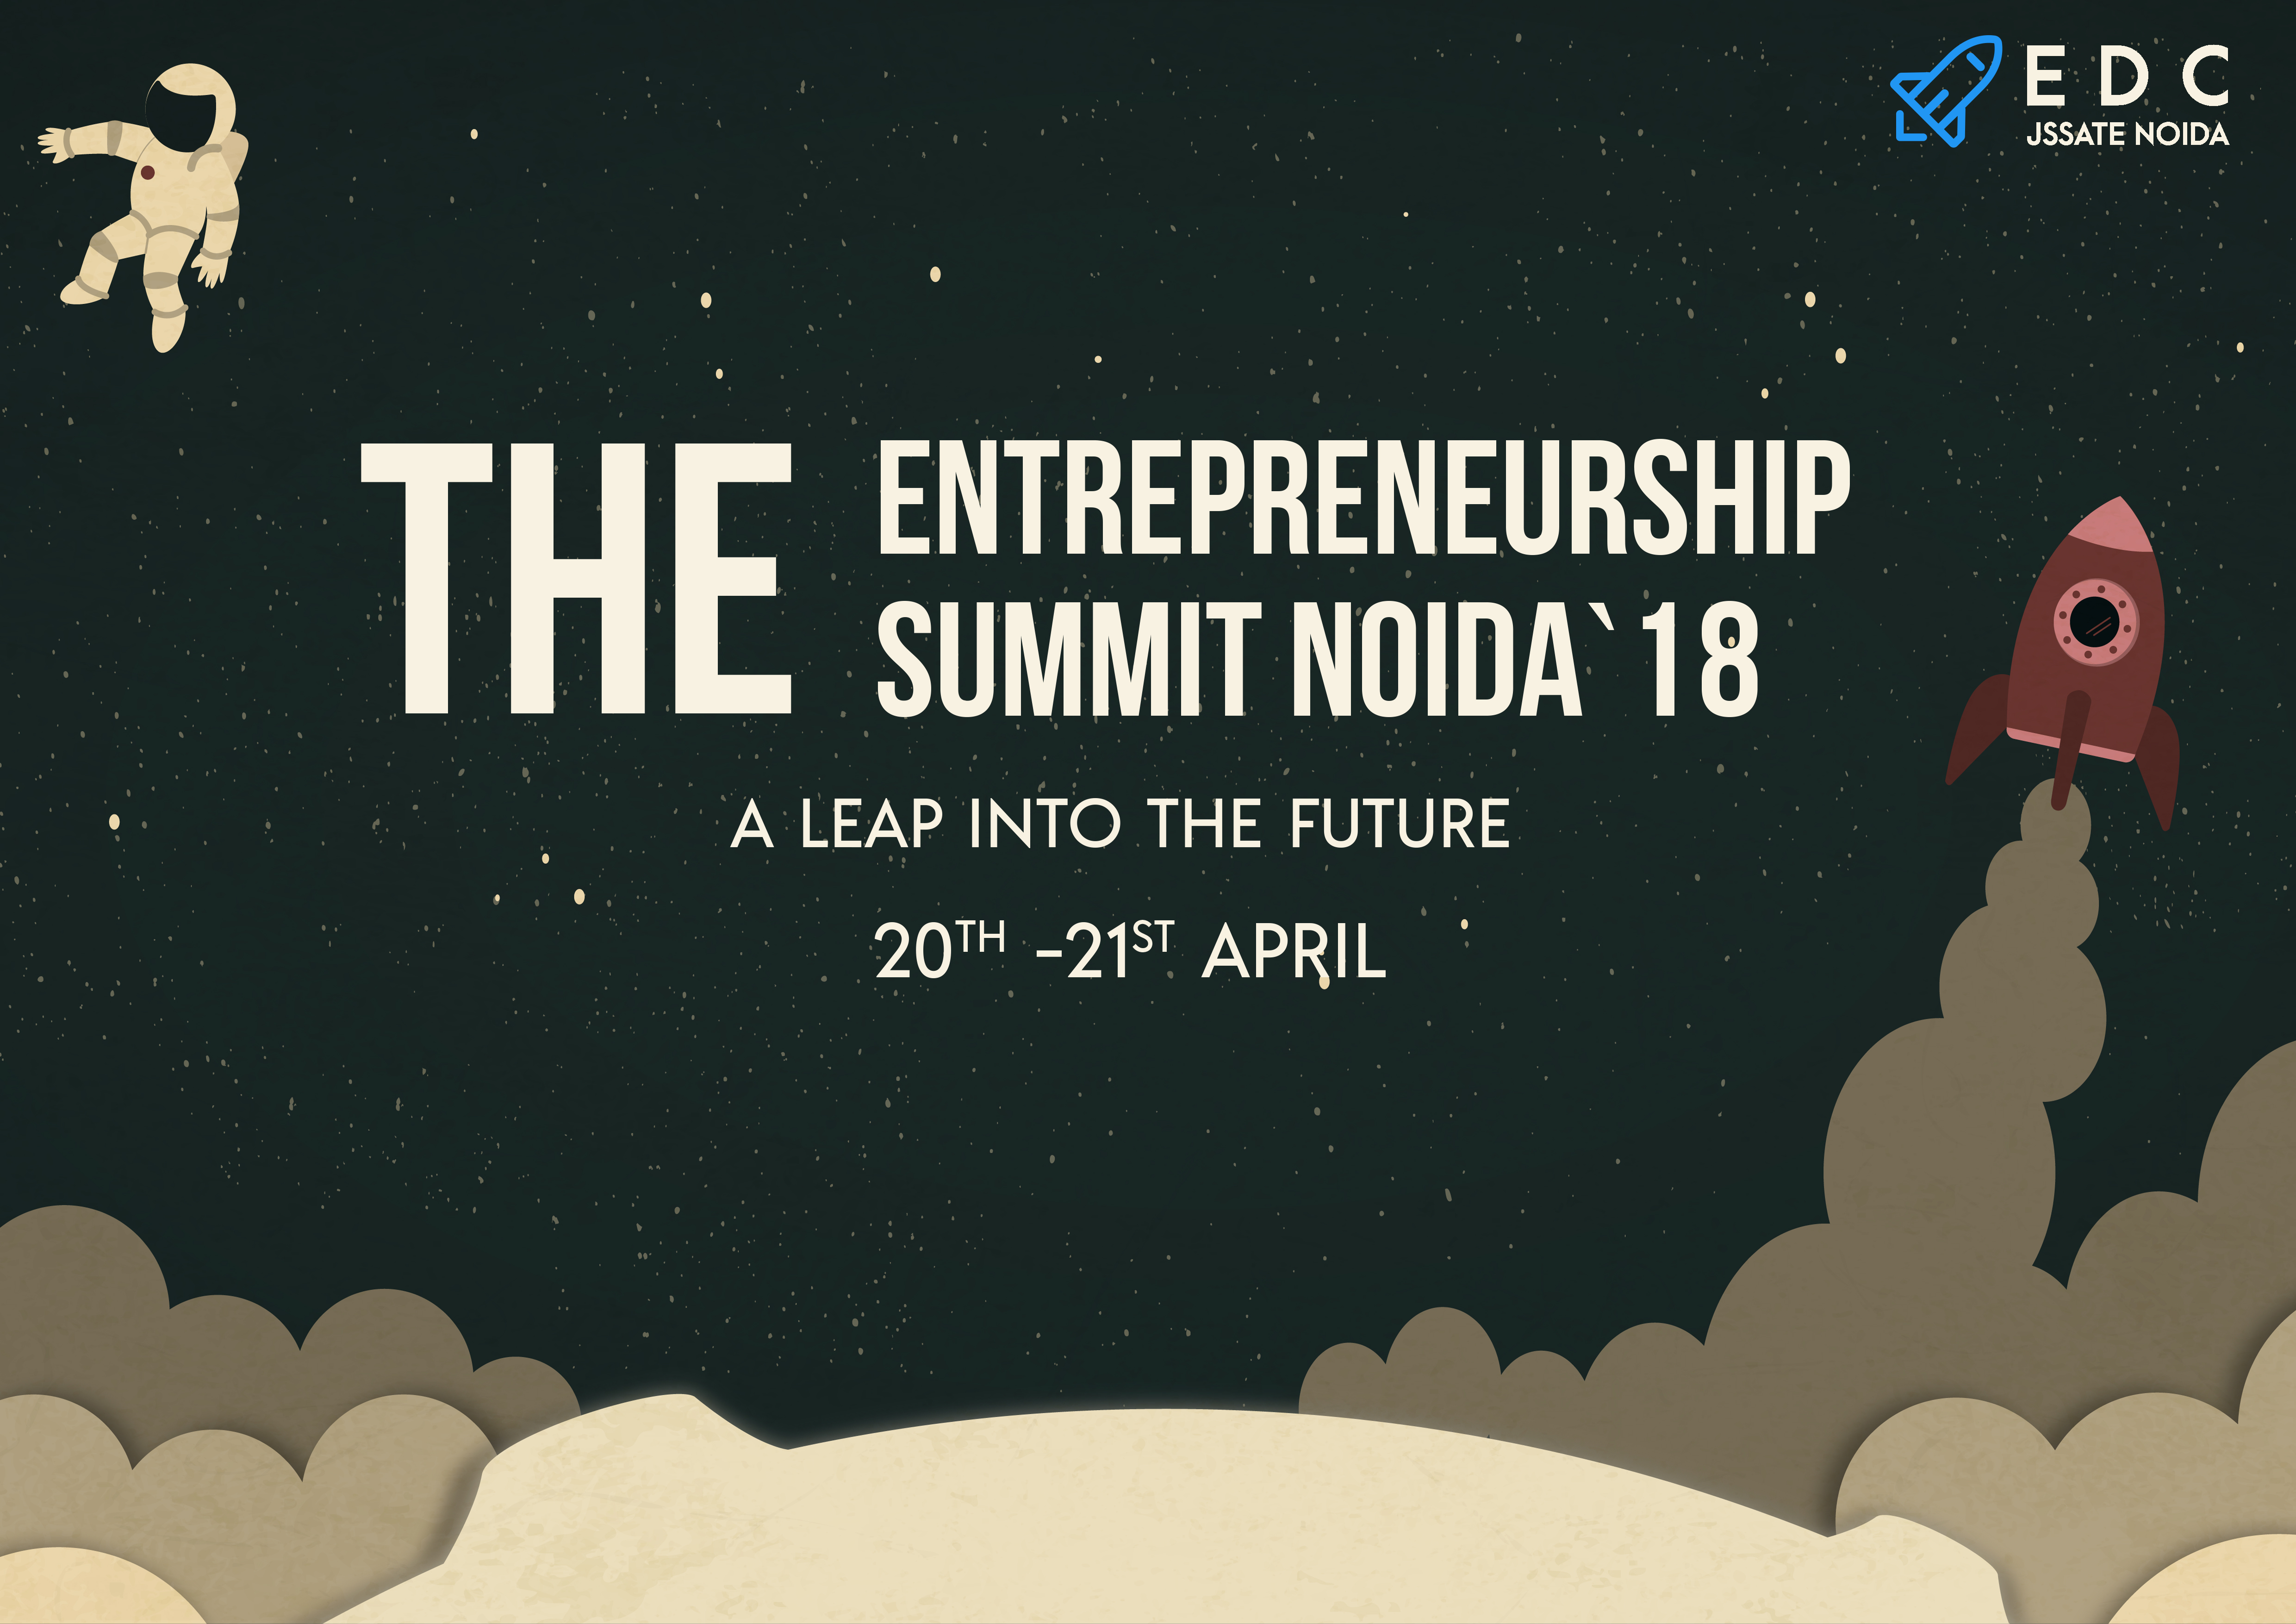 E D C
JSSATE NOIDA
THE ENTREPRENEURSHIP
SUMMIT NOIDA`18
A LEAP INTO THE FUTURE
20TH -21ST APRIL